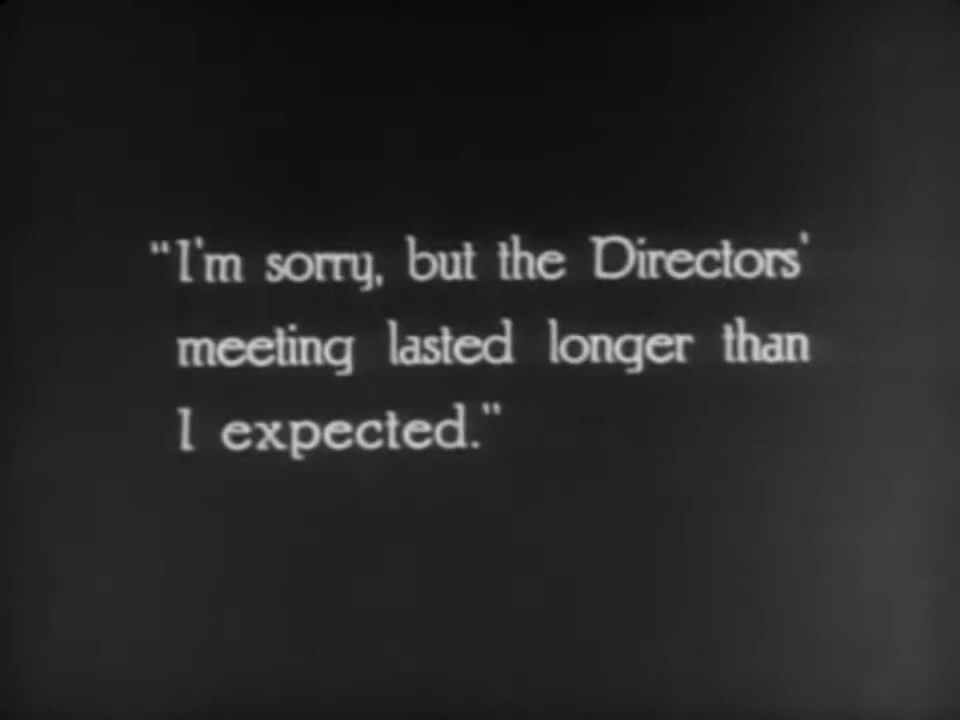 "I'm sorry, but the Directors'
meeting lasted longer than
I expected."